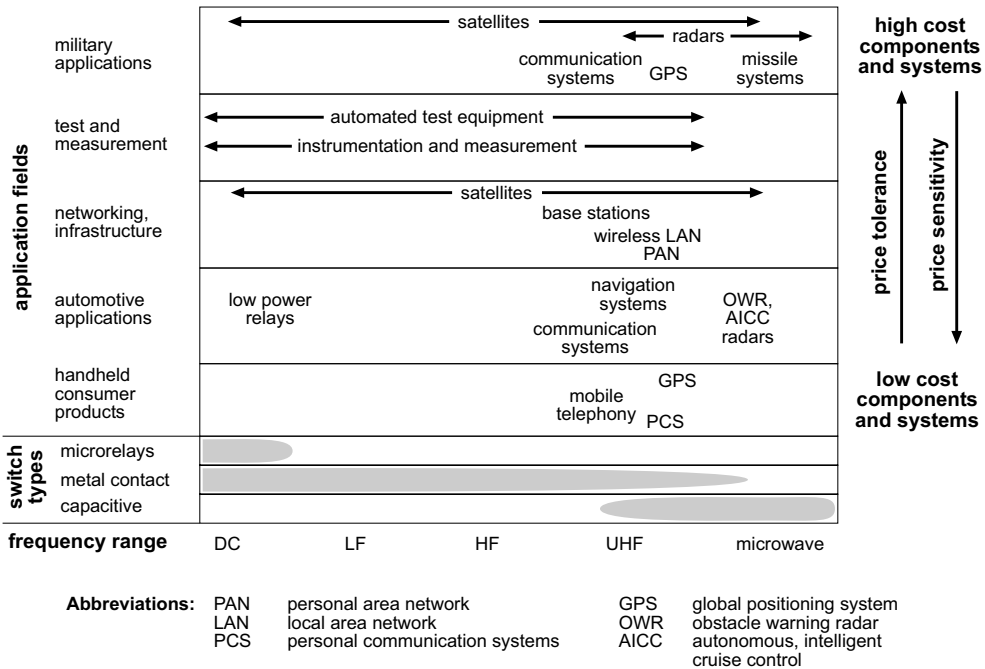 satellites
radars
military
applications
communication
systems
GPS
missile
systems
high cost
components
and systems
test and
measurement
automated test equipment
instrumentation and measurement
application fields
networking,
infrastructure
satellites
base stations
wireless LAN
PAN
price tolerance
price sensitivity
automotive
applications
low power
relays
navigation
systems
communication
systems
OWR,
AICC
radars
handheld
consumer
products
mobile
telephony
GPS
PCS
low cost
components
and systems
switch
types
microrelays
metal contact
capacitive
frequency range DC LF HF UHF microwave
Abbreviations: PAN personal area network GPS global positioning system
LAN local area network OWR obstacle warning radar
PCS personal communication systems AICC autonomous, intelligent
cruise control